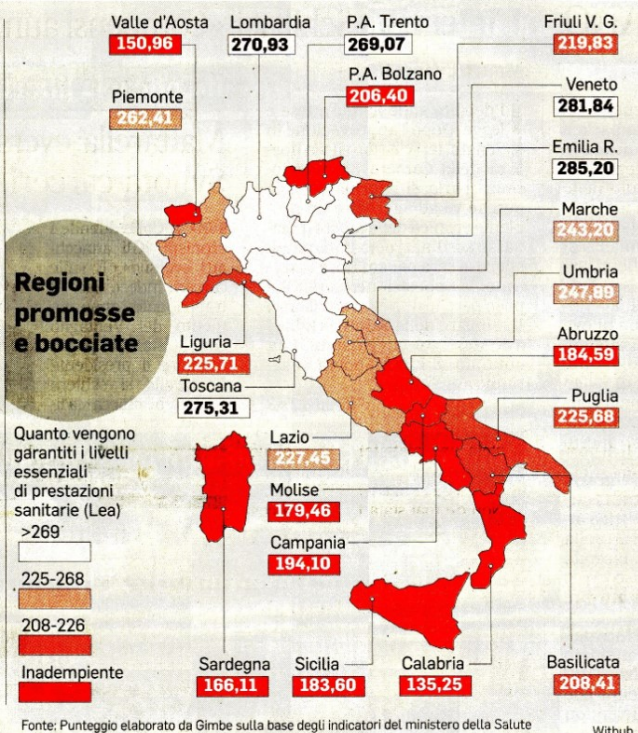 Valle d'Aosta
150,96
Lombardia
270,93
P.A. Trento
269,07
Friuli V. G.
219,83
P.A. Bolzano
206,40
Piemonte
262,41
Veneto
281,84
Emilia R.
285,20
Marche
243,20
Umbria
247,89
Abruzzo
184,59
Puglia
225,68
Regioni
promosse
e bocciate
Liguria
225,71
Toscana
275,31
Lazio
227,45
Molise
179,46
Campania
194,10
Quanto vengono
garantiti i livelli
essenziali
di prestazioni
sanitarie (Lea)
>269
225-268
208-226
Inadempiente
Sardegna
166,11
Sicilia
183,60
Calabria
135,25
Basilicata
208,41
Fonte: Punteggio elaborato da Gimbe sulla base degli indicatori del ministero della Salute
Withub